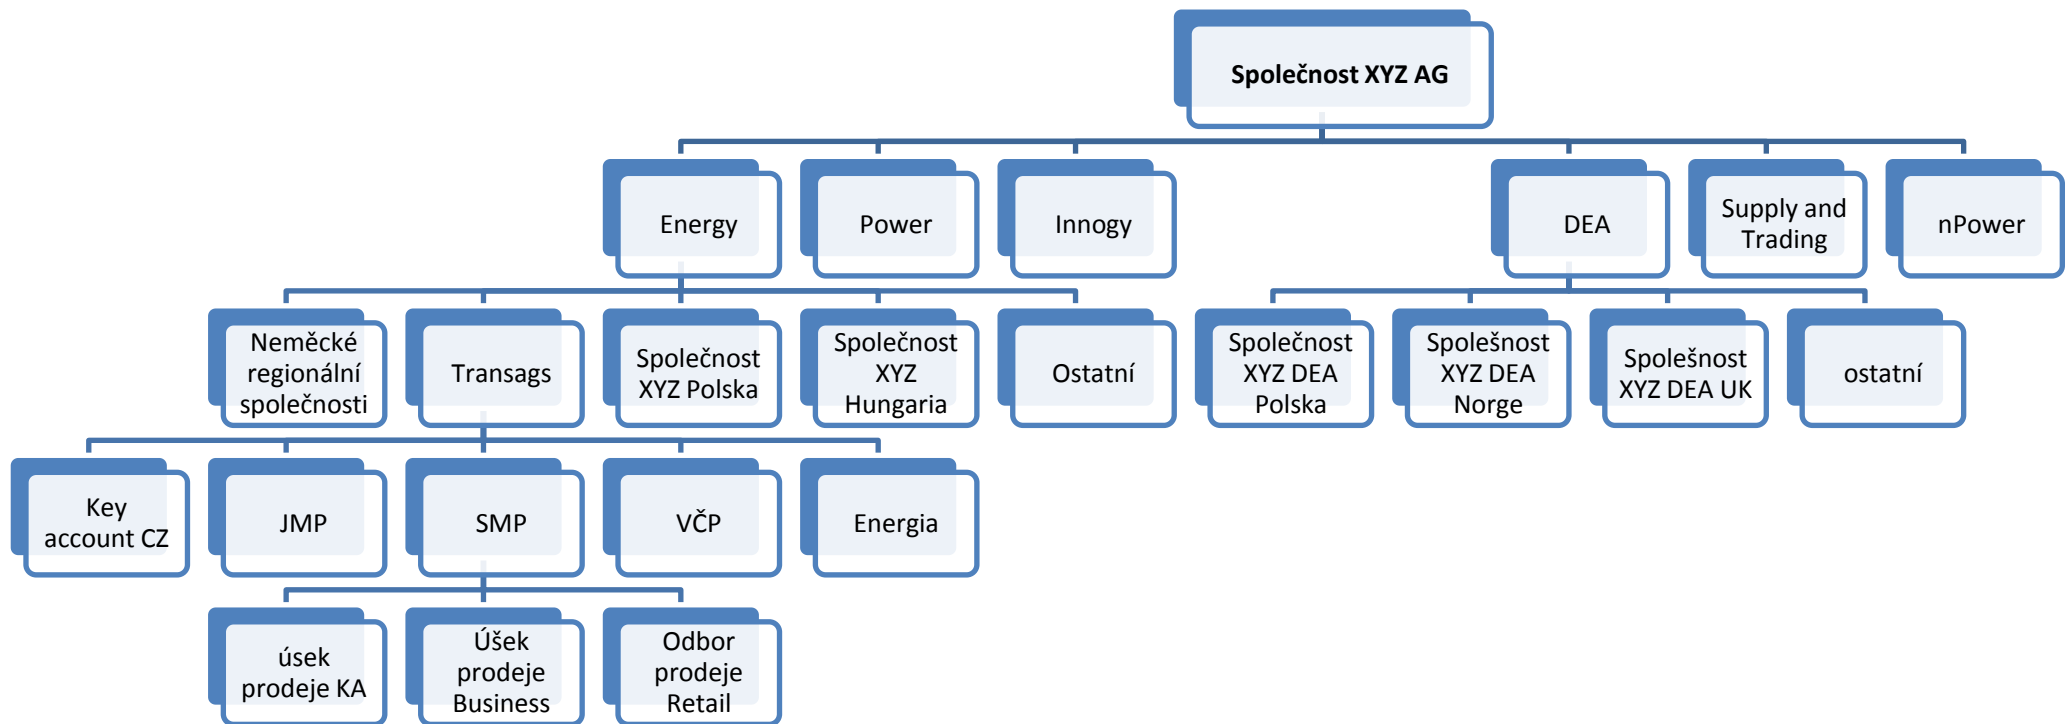 Společnost XYZ AG
Energy
Power
Innogy
DEA
Supply and
Trading
nPower
Neměcké
regionální
společnosti
Transags
Společnost
XYZ Polska
Společnost
XYZ
Hungaria
Ostatní
Společnost
XYZ DEA
Polska
Spolešnost
XYZ DEA
Norge
Spolešnost
XYZ DEA UK
ostatní
Key
account CZ
JMP
SMP
VČP
Energia
úsek
prodeje KA
Úšek
prodeje
Business
Odbor
prodeje
Retail